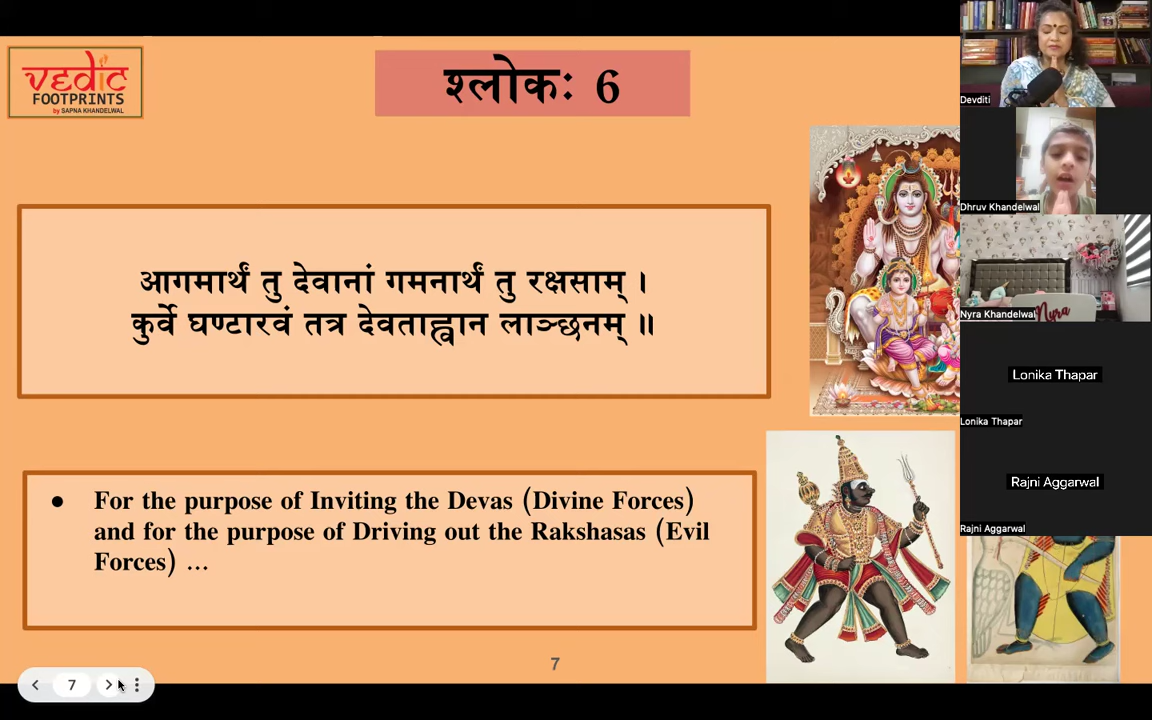 vedic
FOOTPRINTS
by SAPNA KHANDELWAL
श्लोकः 6
आगमार्थं तु देवानां गमनार्थं तु रक्षसाम् ।
कुर्वे घण्टारवं तत्र देवताह्वान लाञ्छनम् ॥
● For the purpose of Inviting the Devas (Divine Forces)
and for the purpose of Driving out the Rakshasas (Evil
Forces) ...
7
7
Devditi
Dhruv Khandelwal
Nyra
Nyra Khandelwal
Lonika Thapar
Lonika Thapar
Rajni Aggarwal
Rajni Aggarwal